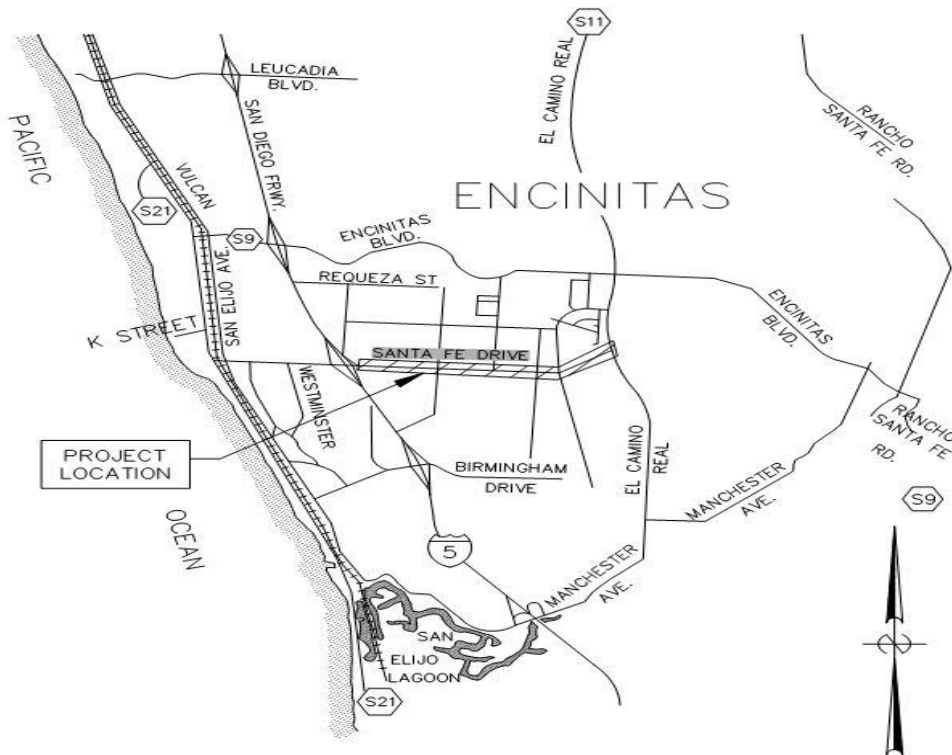 S11
LEUCADIA
BLVD.
EL CAMINO REAL
RANCHO
SANTA FE RD.
SAN DIEGO FRWY.
PACIFIC
VULCAN
S21
ENCINITAS
S9
ENCINITAS
BLVD.
REQUEZA ST
SAN ELIJO AVE.
K STREET
ENCINITAS
BLVD.
SANTA FE DRIVE
WESTMINSTER
RANCHO
SANTA FE
RD.
PROJECT
LOCATION
BIRMINGHAM
DRIVE
EL CAMINO
REAL
MANCHESTER
AVE.
S9
OCEAN
5
MANCHESTER
AVE.
SAN
ELIJO
LAGOON
S21